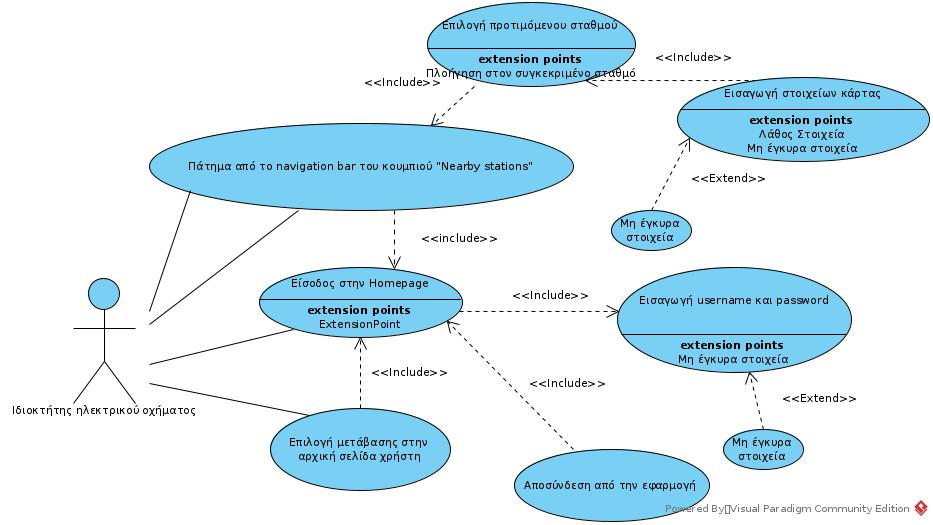 Επιλογή προτιμόμενου σταθμού
extension points
Πλοήγηση στον συγκεκριμένο σταθμό
<<Include>>
<<Include>>
Εισαγωγή στοιχείων κάρτας
extension points
Λάθος Στοιχεία
Μη έγκυρα στοιχεία
Πάτημα από το navigation bar του κουμπιού "Nearby stations"
<<Extend>>
Μη έγκυρα
στοιχεία
<<include>>
Είσοδος στην Homepage
extension points
ExtensionPoint
<<Include>>
Εισαγωγή username και password
extension points
Μη έγκυρα στοιχεία
<<Include>>
<<Include>>
<<Extend>>
Ιδιοκτήτης ηλεκτρικού οχήματος
Επιλογή μετάβασης στην
αρχική σελίδα χρήστη
Μη έγκυρα
στοιχεία
Αποσύνδεση από την εφαρμογή
Powered By▯Visual Paradigm Community Edition